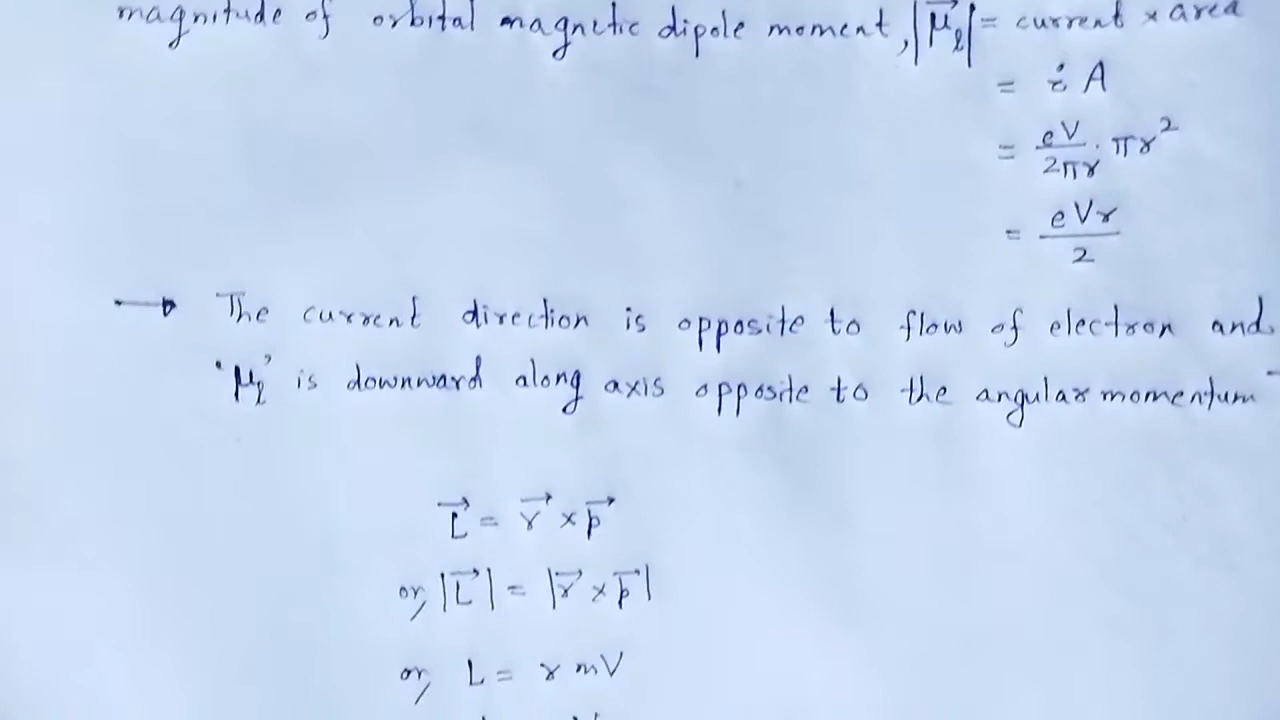 magnitude of orbital magnetic dipole moment, |μ⃗ₗ| = current × area
= i A
= eV/2πr · πr²
= eVr/2
→ The current direction is opposite to flow of electron and
'μₗ' is downward along axis opposite to the angular momentum
L⃗ = r⃗ × p⃗
or, |L⃗| = |r⃗ × p⃗|
or, L = r mV